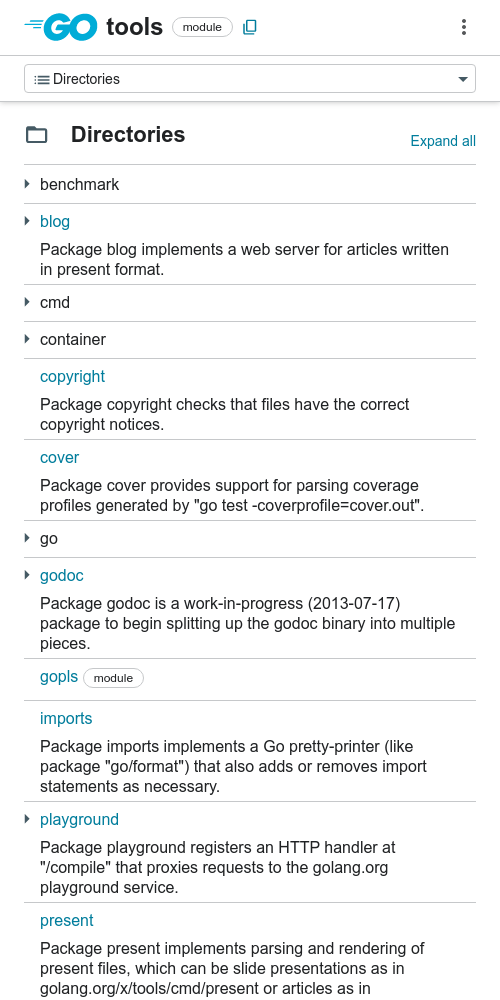 GO tools module
Directories
Directories
Expand all
benchmark
blog
Package blog implements a web server for articles written
in present format.
cmd
container
copyright
Package copyright checks that files have the correct
copyright notices.
cover
Package cover provides support for parsing coverage
profiles generated by "go test -coverprofile=cover.out".
go
godoc
Package godoc is a work-in-progress (2013-07-17)
package to begin splitting up the godoc binary into multiple
pieces.
gopls module
imports
Package imports implements a Go pretty-printer (like
package "go/format") that also adds or removes import
statements as necessary.
playground
Package playground registers an HTTP handler at
"/compile" that proxies requests to the golang.org
playground service.
present
Package present implements parsing and rendering of
present files, which can be slide presentations as in
golang.org/x/tools/cmd/present or articles as in